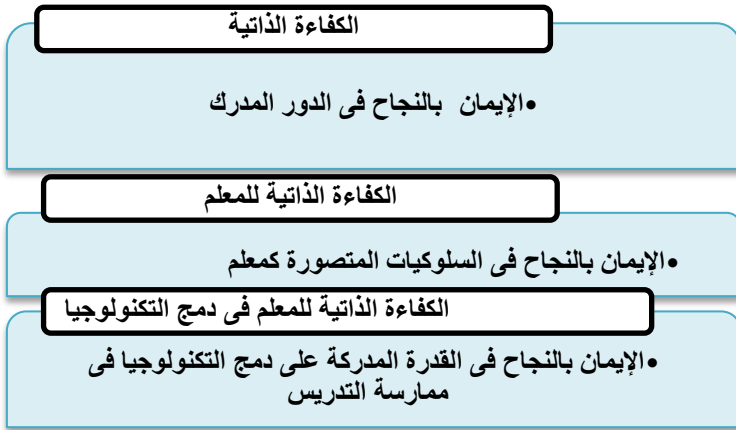 الكفاءة الذاتية
•الإيمان بالنجاح فى الدور المدرك
الكفاءة الذاتية للمعلم
•الإيمان بالنجاح فى السلوكيات المتصورة كمعلم
الكفاءة الذاتية للمعلم فى دمج التكنولوجيا
•الإيمان بالنجاح فى القدرة المدركة على دمج التكنولوجيا فى
ممارسة التدريس